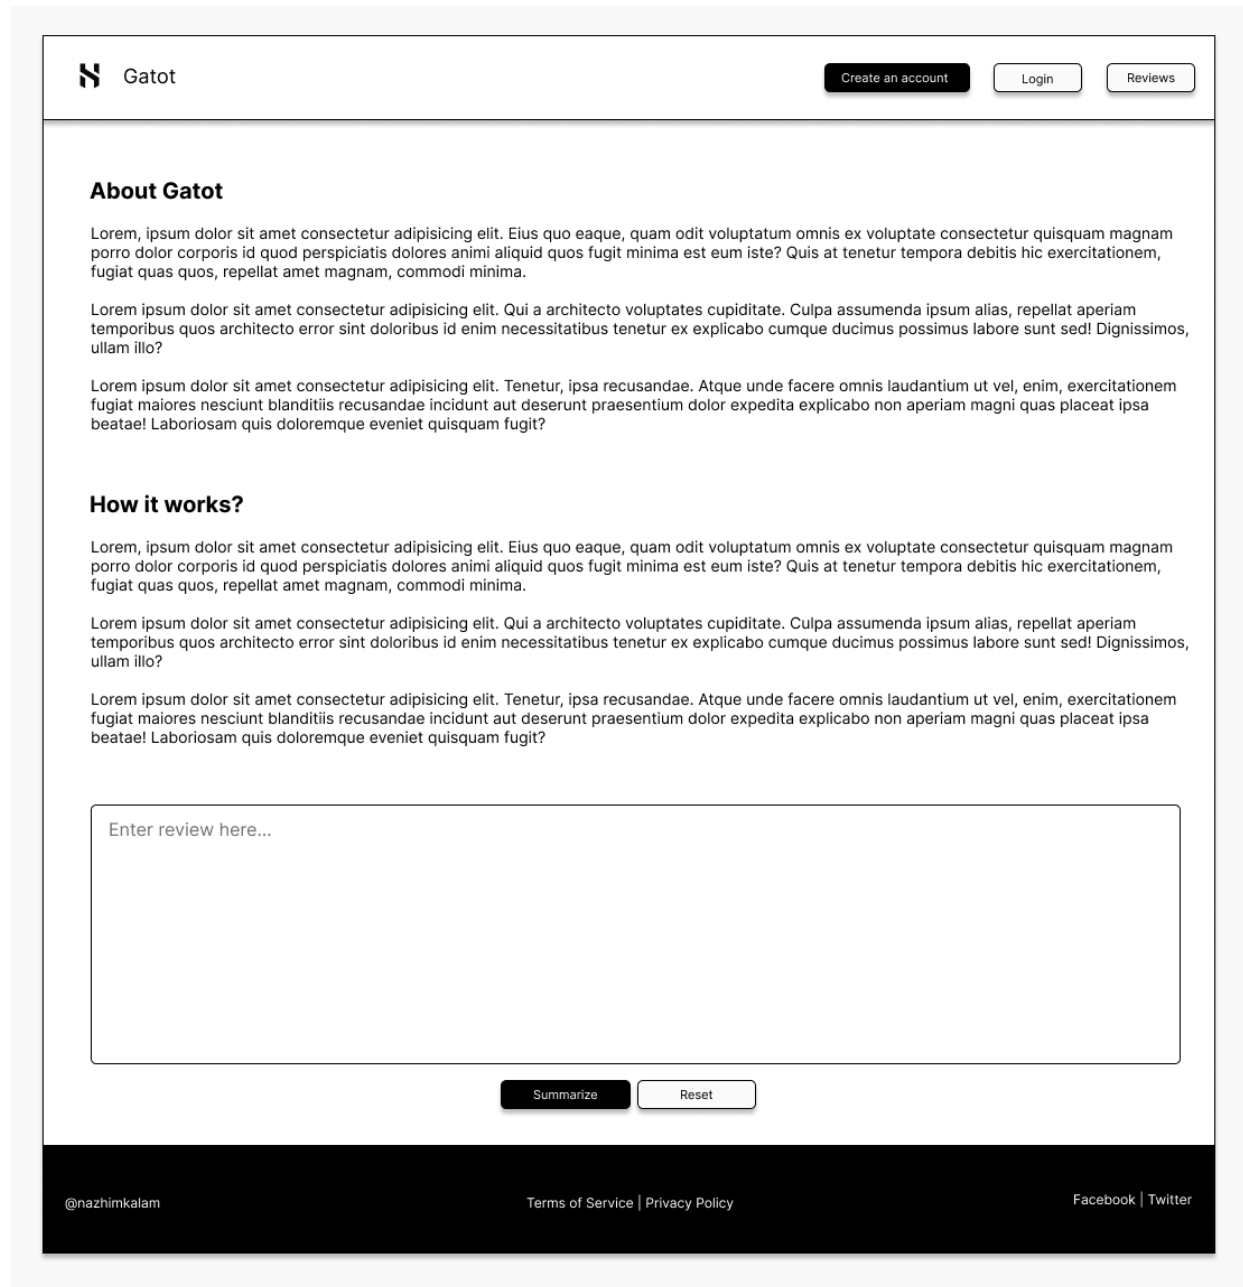 Gatot
Create an account
Login
Reviews
About Gatot
Lorem, ipsum dolor sit amet consectetur adipisicing elit. Eius quo eaque, quam odit voluptatum omnis ex voluptate consectetur quisquam magnam
porro dolor corporis id quod perspiciatis dolores animi aliquid quos fugit minima est eum iste? Quis at tenetur tempora debitis hic exercitationem,
fugiat quas quos, repellat amet magnam, commodi minima.
Lorem ipsum dolor sit amet consectetur adipisicing elit. Qui a architecto voluptates cupiditate. Culpa assumenda ipsum alias, repellat aperiam
temporibus quos architecto error sint doloribus id enim necessitatibus tenetur ex explicabo cumque ducimus possimus labore sunt sed! Dignissimos,
ullam illo?
Lorem ipsum dolor sit amet consectetur adipisicing elit. Tenetur, ipsa recusandae. Atque unde facere omnis laudantium ut vel, enim, exercitationem
fugiat maiores nesciunt blanditiis recusandae incidunt aut deserunt praesentium dolor expedita explicabo non aperiam magni quas placeat ipsa
beatae! Laboriosam quis doloremque eveniet quisquam fugit?
How it works?
Lorem, ipsum dolor sit amet consectetur adipisicing elit. Eius quo eaque, quam odit voluptatum omnis ex voluptate consectetur quisquam magnam
porro dolor corporis id quod perspiciatis dolores animi aliquid quos fugit minima est eum iste? Quis at tenetur tempora debitis hic exercitationem,
fugiat quas quos, repellat amet magnam, commodi minima.
Lorem ipsum dolor sit amet consectetur adipisicing elit. Qui a architecto voluptates cupiditate. Culpa assumenda ipsum alias, repellat aperiam
temporibus quos architecto error sint doloribus id enim necessitatibus tenetur ex explicabo cumque ducimus possimus labore sunt sed! Dignissimos,
ullam illo?
Lorem ipsum dolor sit amet consectetur adipisicing elit. Tenetur, ipsa recusandae. Atque unde facere omnis laudantium ut vel, enim, exercitationem
fugiat maiores nesciunt blanditiis recusandae incidunt aut deserunt praesentium dolor expedita explicabo non aperiam magni quas placeat ipsa
beatae! Laboriosam quis doloremque eveniet quisquam fugit?
Enter review here...
Summarize
Reset
@nazhimkalam
Terms of Service | Privacy Policy
Facebook | Twitter